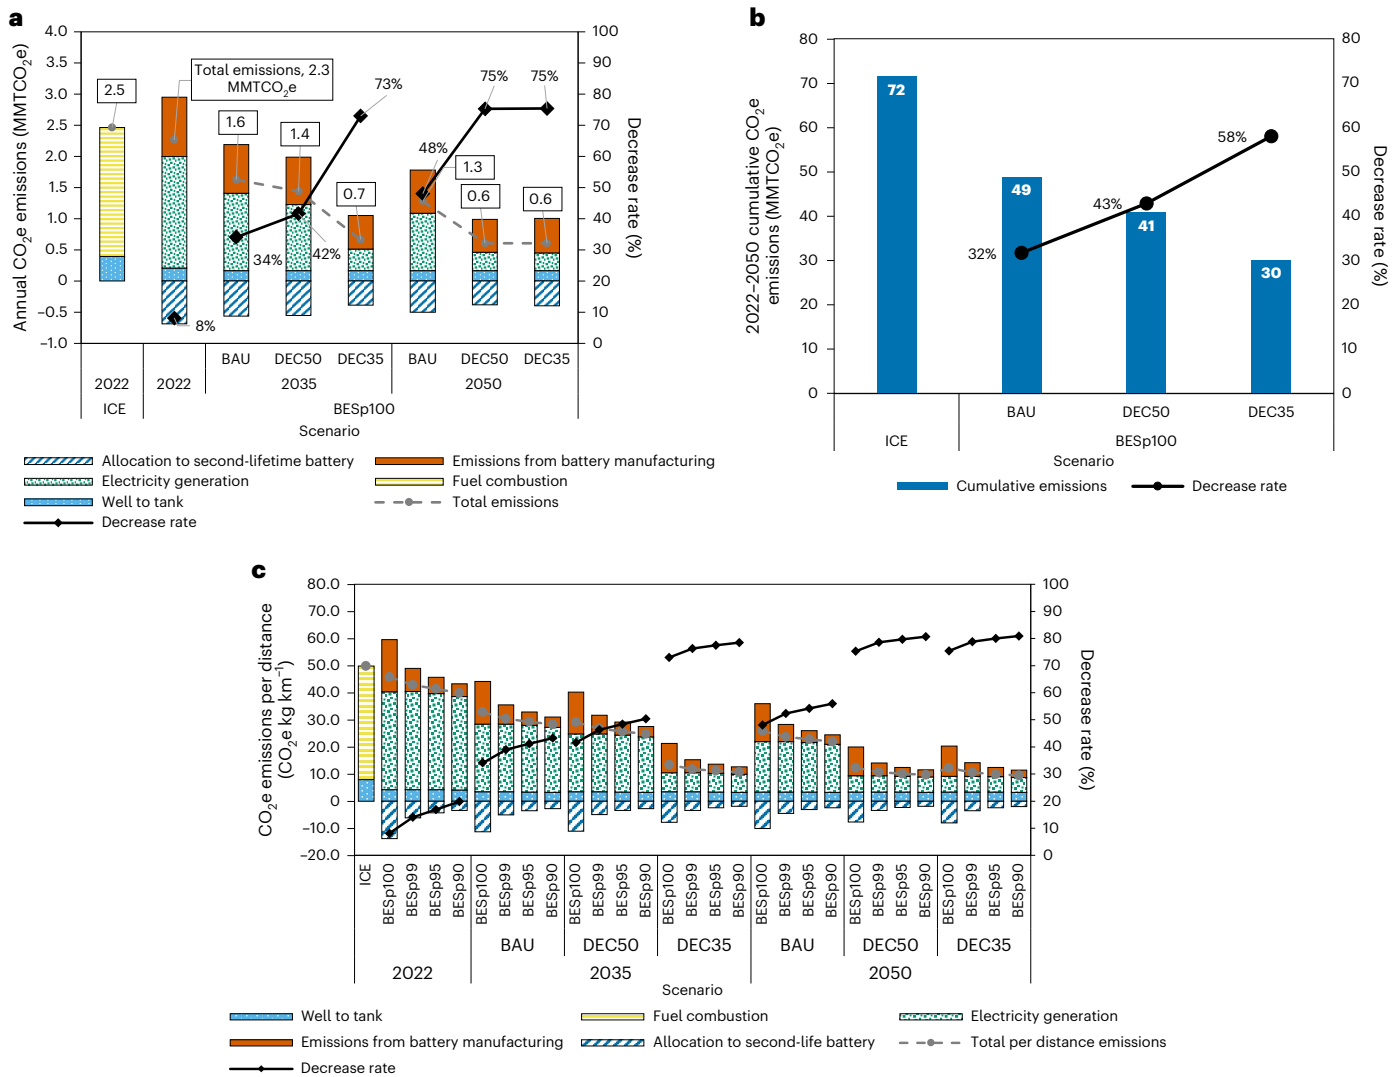 a
Annual CO2e emissions (MMTCO2e)
4.0
3.5
3.0
2.5
2.0
1.5
1.0
0.5
0
−0.5
−1.0
100
90
80
70
60
50
40
30
20
10
0
Decrease rate (%)
2.5
Total emissions, 2.3
MMTCO2e
1.6
1.4
0.7
1.3
0.6
0.6
8%
34%
42%
73%
48%
75%
75%
BAU DEC50 DEC35 BAU DEC50 DEC35
2022 2022 2035 2050
ICE BESp100
Scenario
Allocation to second-lifetime battery Emissions from battery manufacturing
Electricity generation Fuel combustion
Well to tank Total emissions
Decrease rate
b
2022–2050 cumulative CO2e
emissions (MMTCO2e)
80
70
60
50
40
30
20
10
0
80
70
60
50
40
30
20
10
0
Decrease rate (%)
72
49
41
30
32%
43%
58%
BAU DEC50 DEC35
ICE BESp100
Scenario
Cumulative emissions Decrease rate
c
CO2e emissions per distance
(CO2e kg km−1)
80.0
70.0
60.0
50.0
40.0
30.0
20.0
10.0
0
−10.0
−20.0
100
90
80
70
60
50
40
30
20
10
0
Decrease rate (%)
ICE BESp100 BESp99 BESp95 BESp90 BESp100 BESp99 BESp95 BESp90 BESp100 BESp99 BESp95 BESp90 BESp100 BESp99 BESp95 BESp90 BESp100 BESp99 BESp95 BESp90 BESp100 BESp99 BESp95 BESp90 BESp100 BESp99 BESp95 BESp90
BAU DEC50 DEC35 BAU DEC50 DEC35
2022 2035 2050
Scenario
Well to tank Fuel combustion Electricity generation
Emissions from battery manufacturing Allocation to second-life battery Total per distance emissions
Decrease rate